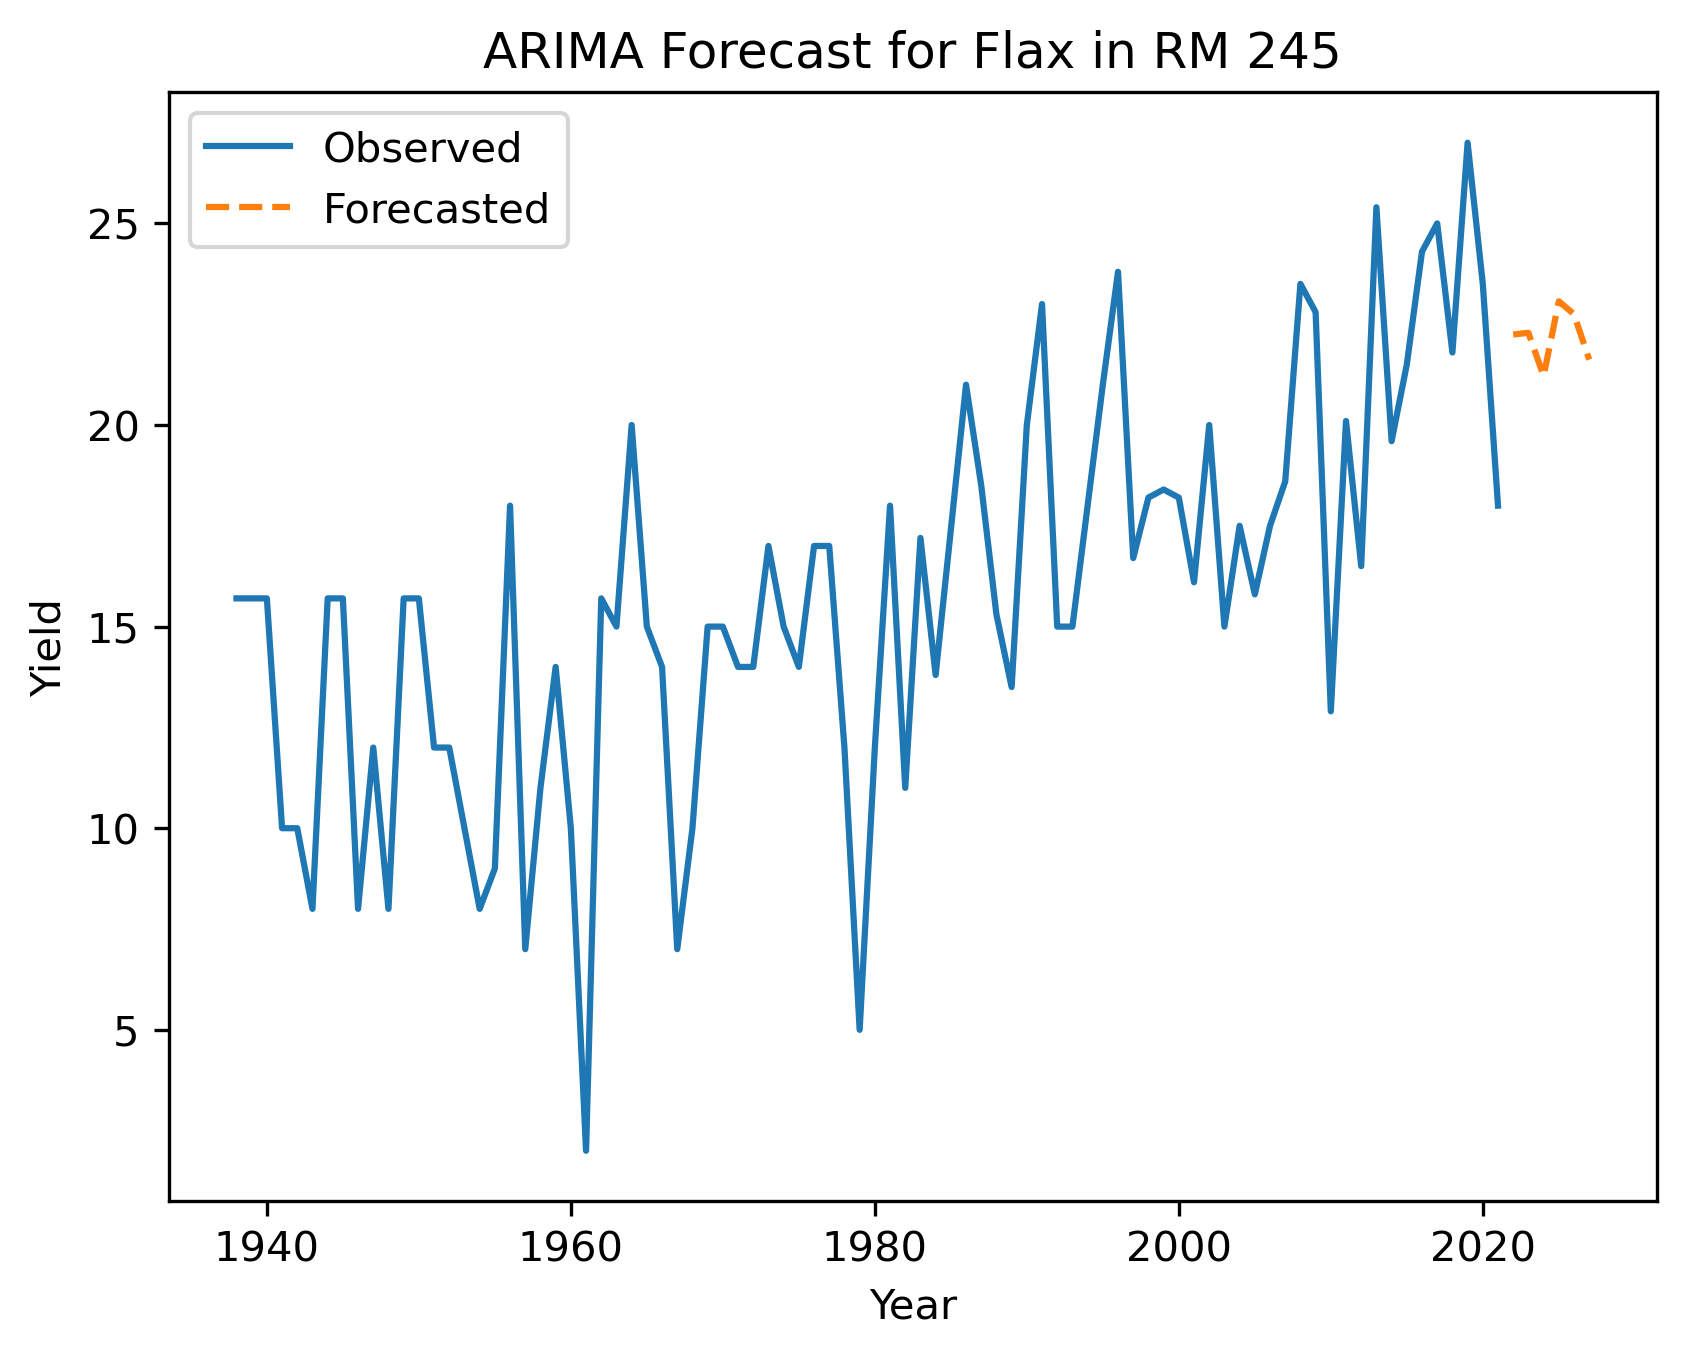 ARIMA Forecast for Flax in RM 245
Observed
Forecasted
25
20
15
10
5
Yield
1940 1960 1980 2000 2020
Year